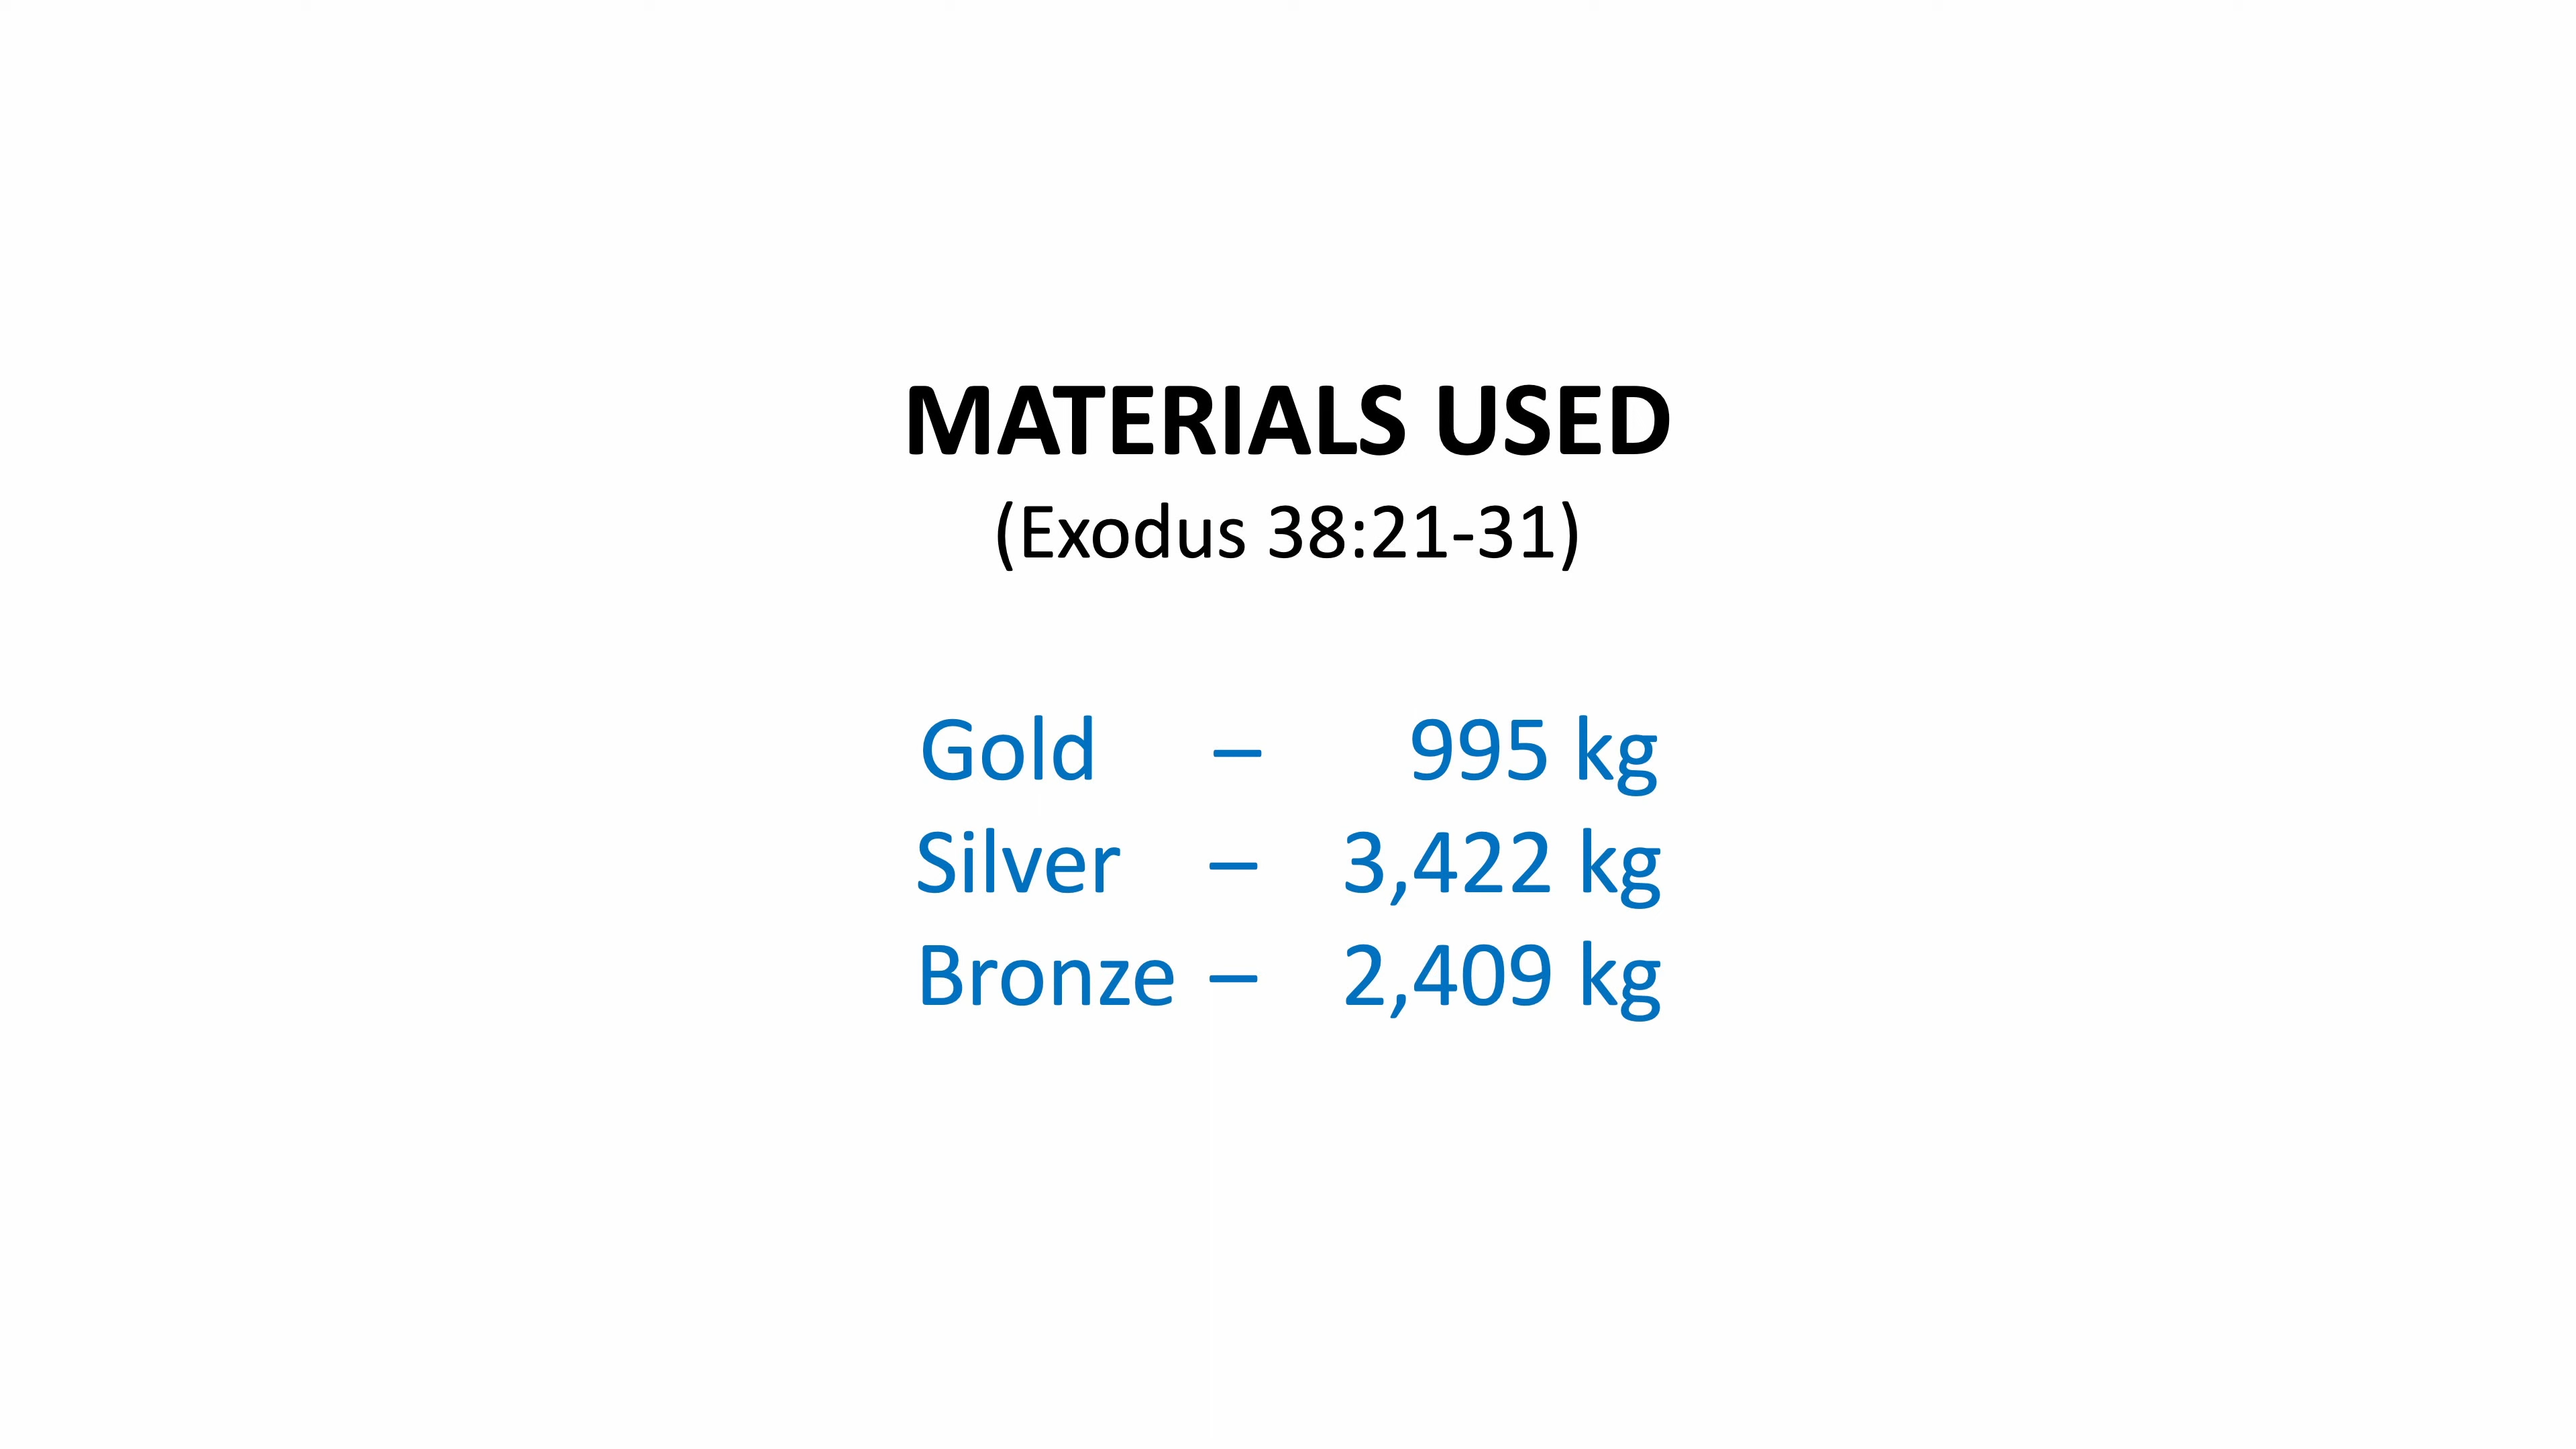 MATERIALS USED
(Exodus 38:21-31)
Gold – 995 kg
Silver – 3,422 kg
Bronze – 2,409 kg